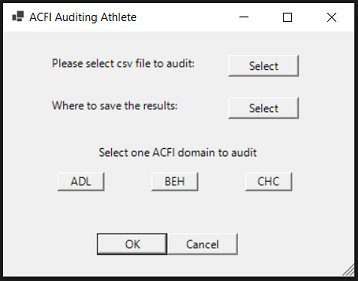 ACFI Auditing Athlete
Please select csv file to audit:
Select
Where to save the results:
Select
Select one ACFI domain to audit
ADL
BEH
CHC
OK
Cancel